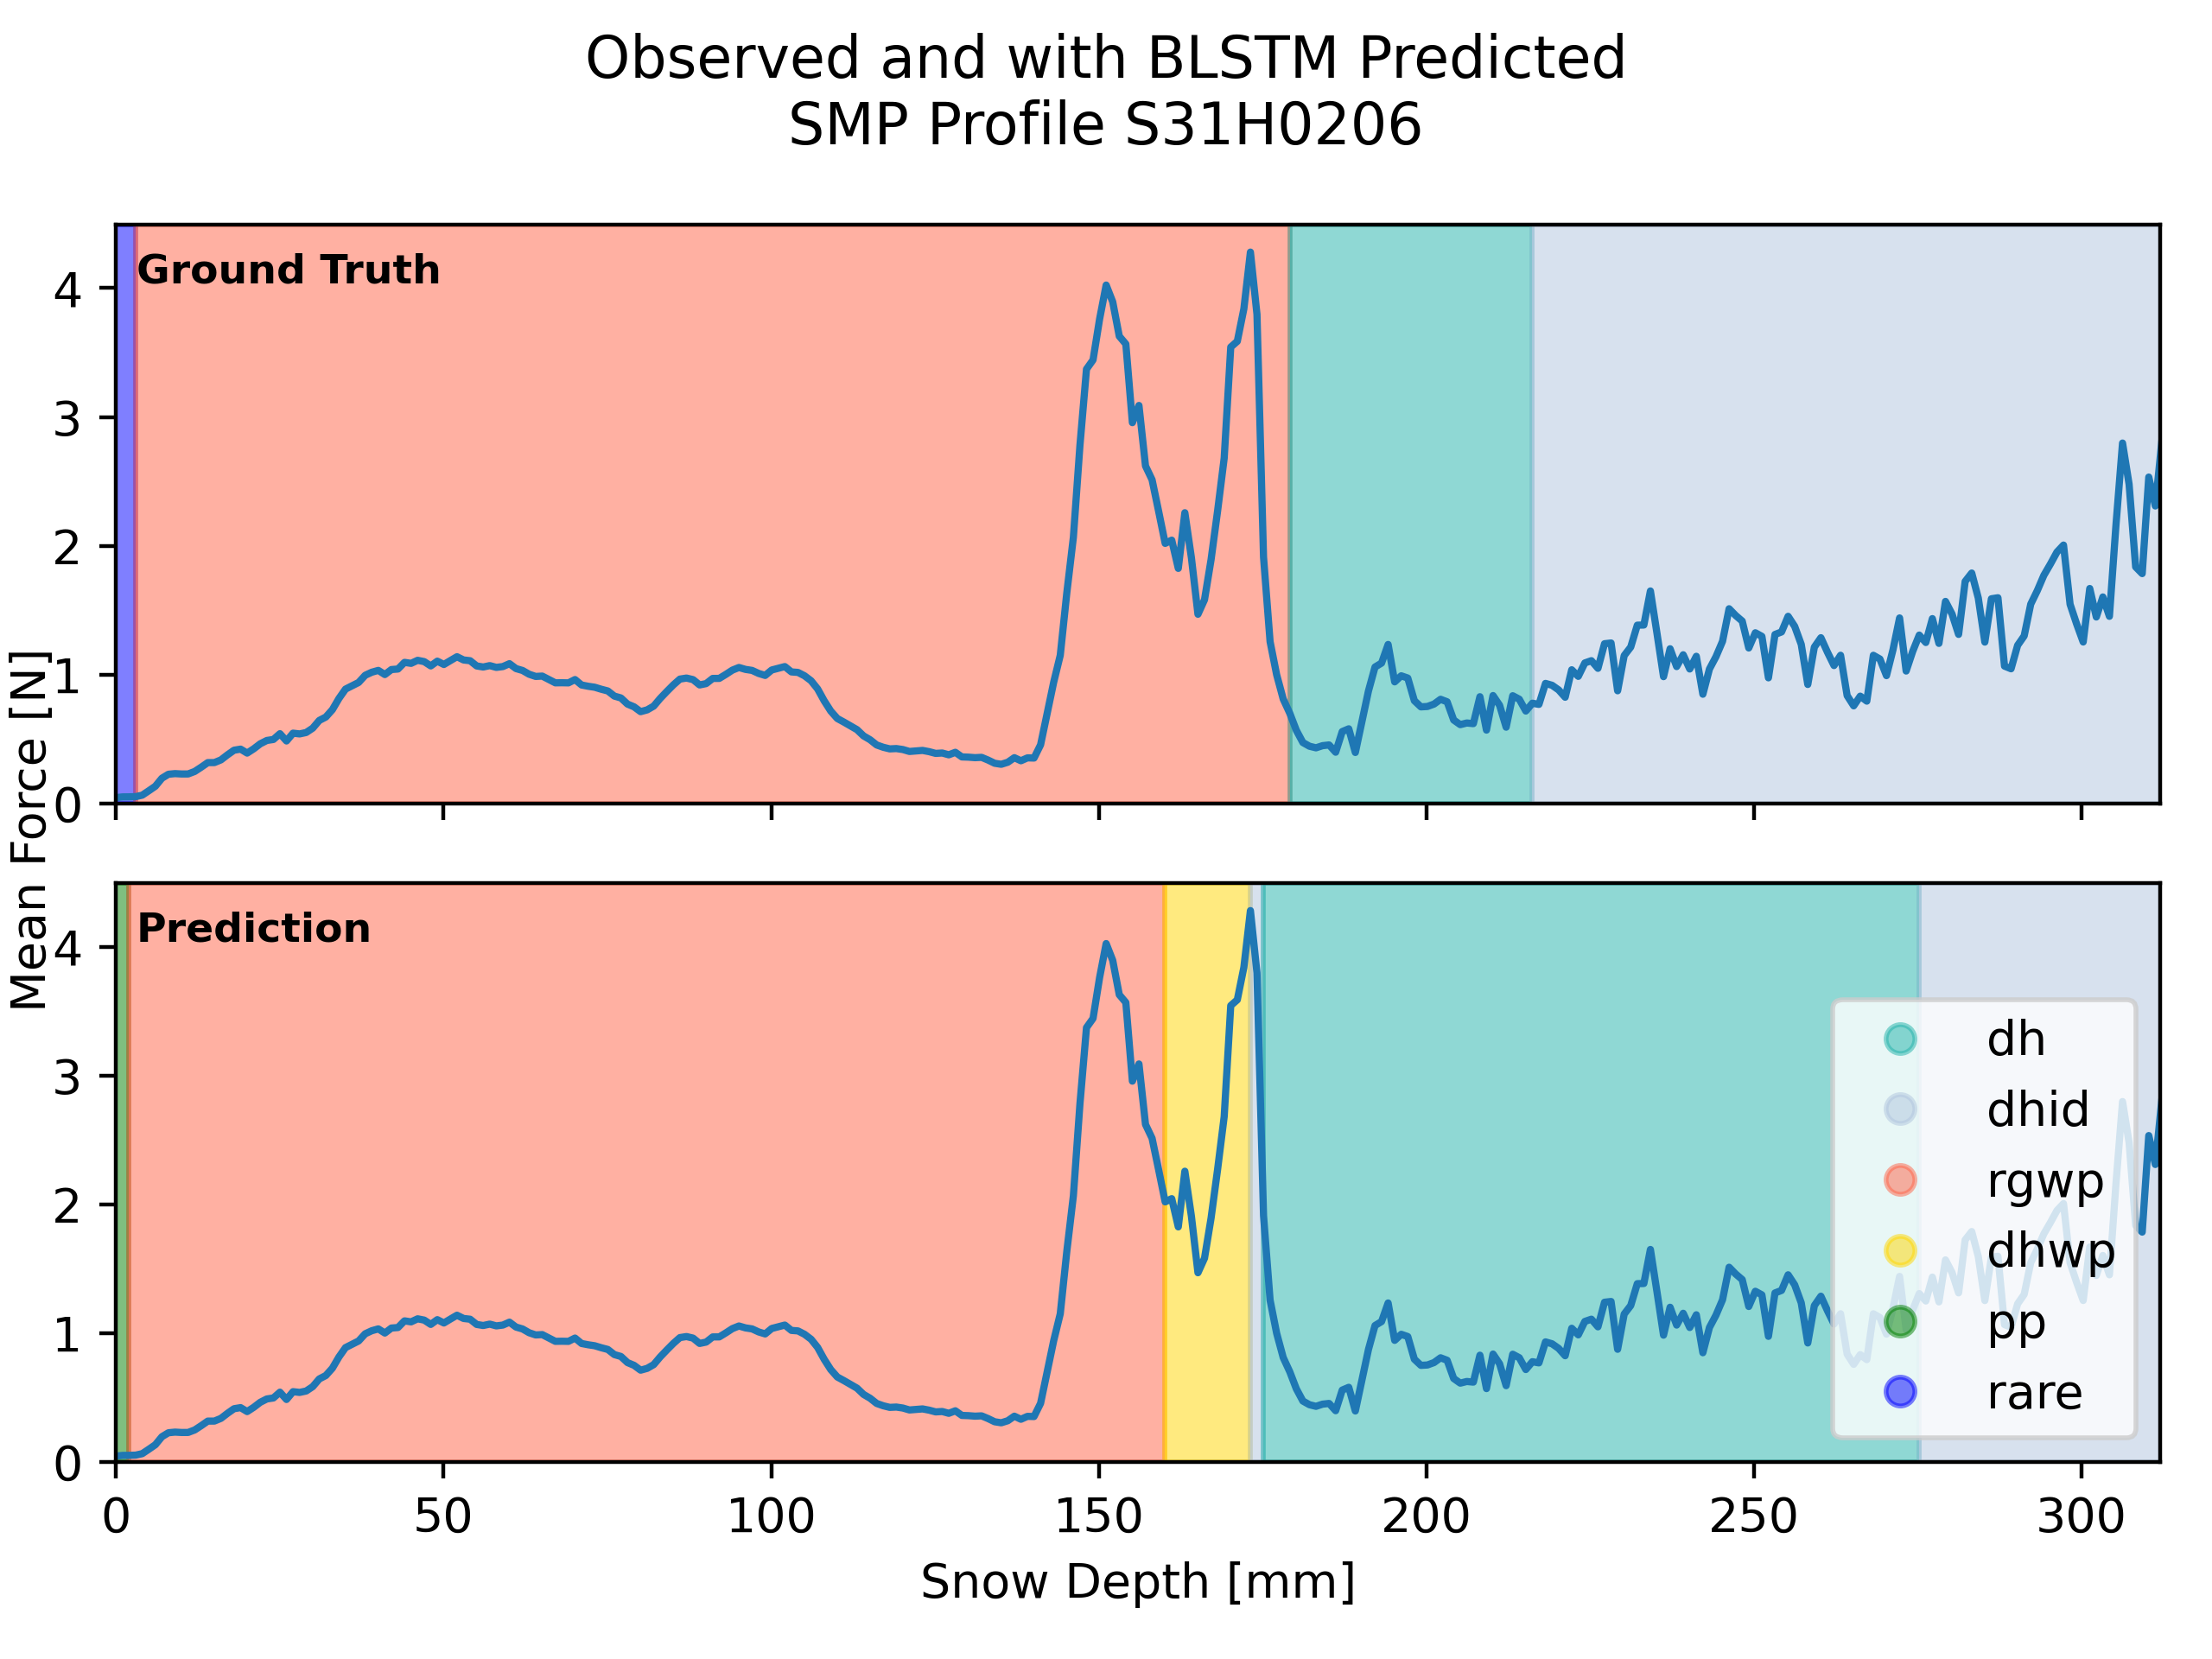 Observed and with BLSTM Predicted
SMP Profile S31H0206
Mean Force [N]
Ground Truth
4
3
2
1
0
Prediction
4
3
2
1
0
dh
dhid
rgwp
dhwp
pp
rare
0 50 100 150 200 250 300
Snow Depth [mm]